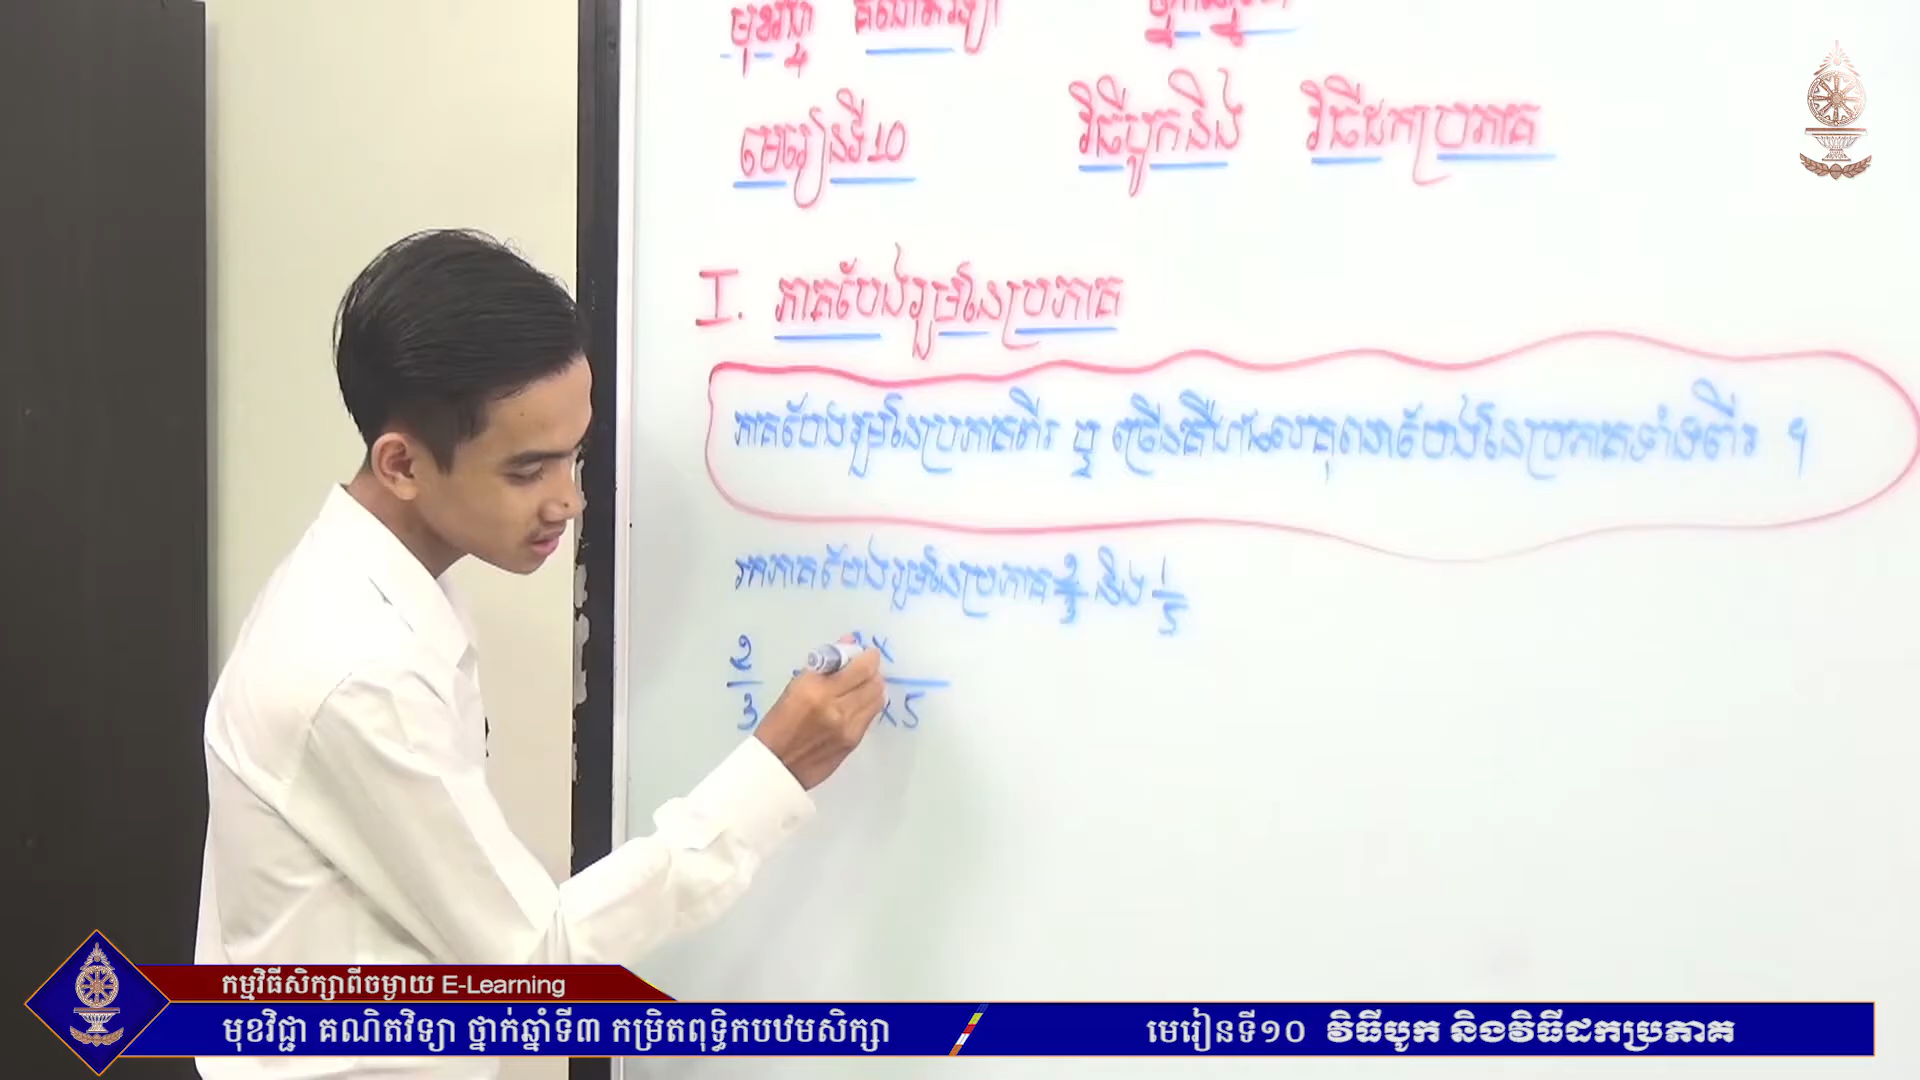 មុខវិជ្ជា គណិតវិទ្យា
មេរៀនទី10 វិធីបូកនិង វិធីដកប្រភាគ
I. ភាគបែងរួមនៃប្រភាគ
ភាគបែងរួមនៃប្រភាគពីរ ឬ ច្រើនគឺជាផលគុណភាគបែងនៃប្រភាគទាំងពីរ ។
រកភាគបែងរួមនៃប្រភាគ 2/3 និង 1/5
2/3
x
x5
កម្មវិធីសិក្សាពីចម្ងាយ E-Learning
មុខវិជ្ជា គណិតវិទ្យា ថ្នាក់ឆ្នាំទី៣ កម្រិតពុទ្ធិកបឋមសិក្សា
មេរៀនទី១០ វិធីបូក និងវិធីដកប្រភាគ